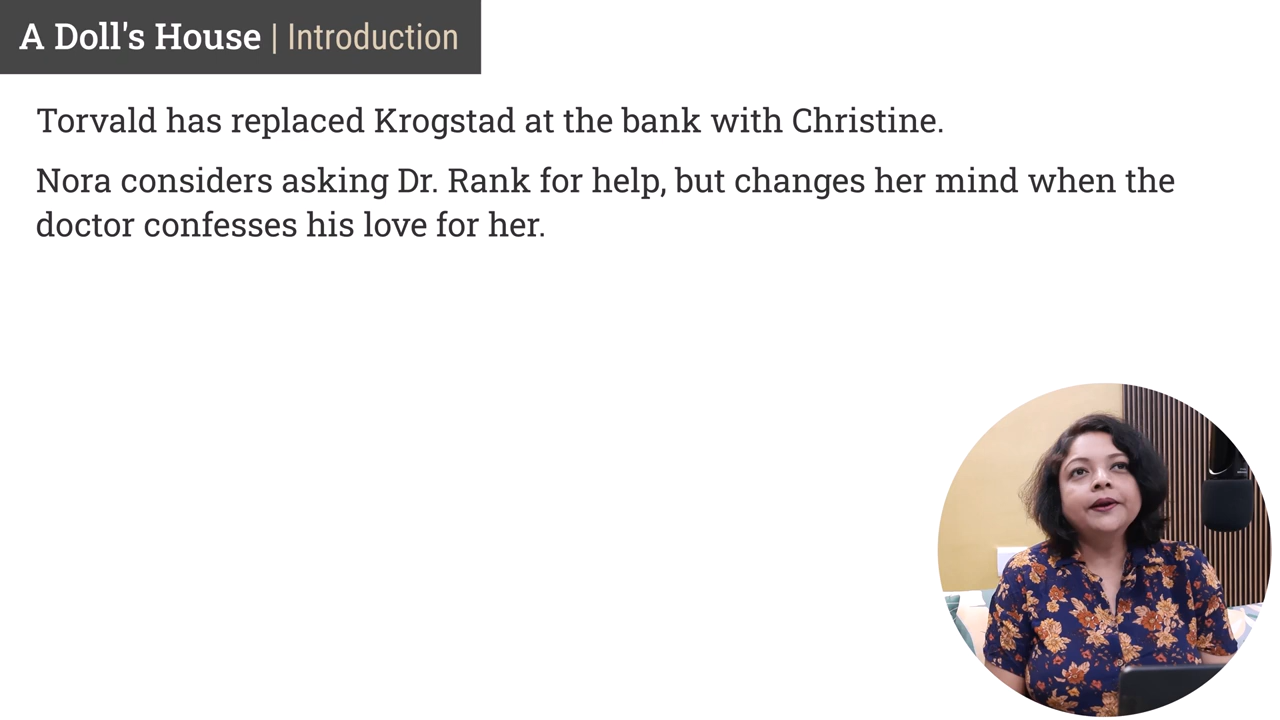 A Doll's House | Introduction
Torvald has replaced Krogstad at the bank with Christine.
Nora considers asking Dr. Rank for help, but changes her mind when the
doctor confesses his love for her.